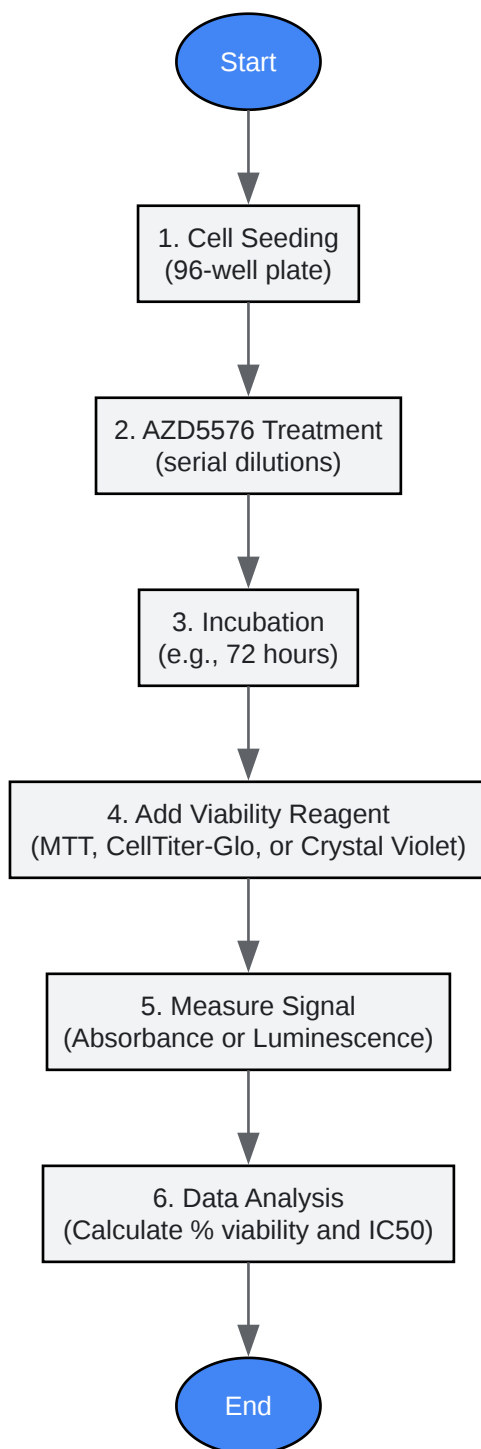 Start
1. Cell Seeding
(96-well plate)
2. AZD5576 Treatment
(serial dilutions)
3. Incubation
(e.g., 72 hours)
4. Add Viability Reagent
(MTT, CellTiter-Glo, or Crystal Violet)
5. Measure Signal
(Absorbance or Luminescence)
6. Data Analysis
(Calculate % viability and IC50)
End